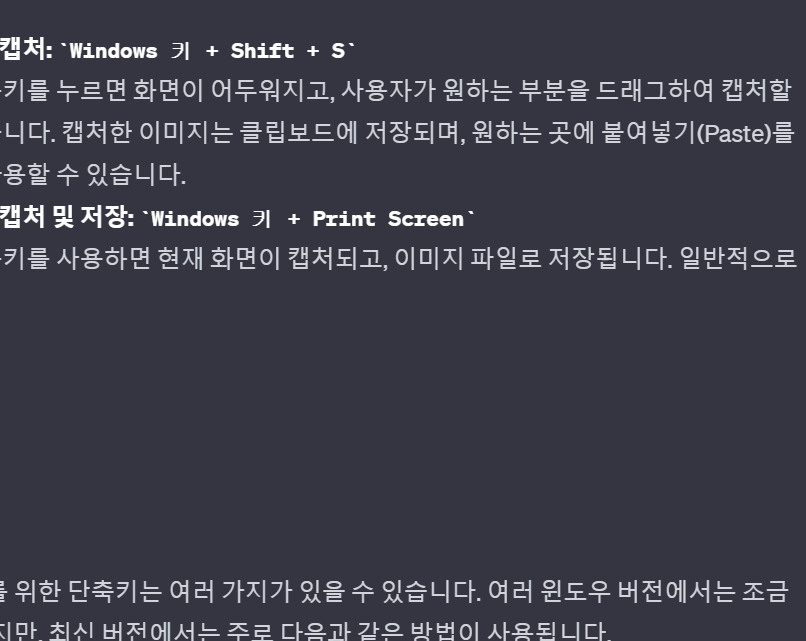 캡처: `Windows 키 + Shift + S`
키를 누르면 화면이 어두워지고, 사용자가 원하는 부분을 드래그하여 캡처할
니다. 캡처한 이미지는 클립보드에 저장되며, 원하는 곳에 붙여넣기(Paste)를
용할 수 있습니다.
캡처 및 저장: `Windows 키 + Print Screen`
키를 사용하면 현재 화면이 캡처되고, 이미지 파일로 저장됩니다. 일반적으로
를 위한 단축키는 여러 가지가 있을 수 있습니다. 여러 윈도우 버전에서는 조금
지만, 최신 버전에서는 주로 다음과 같은 방법이 사용됩니다.